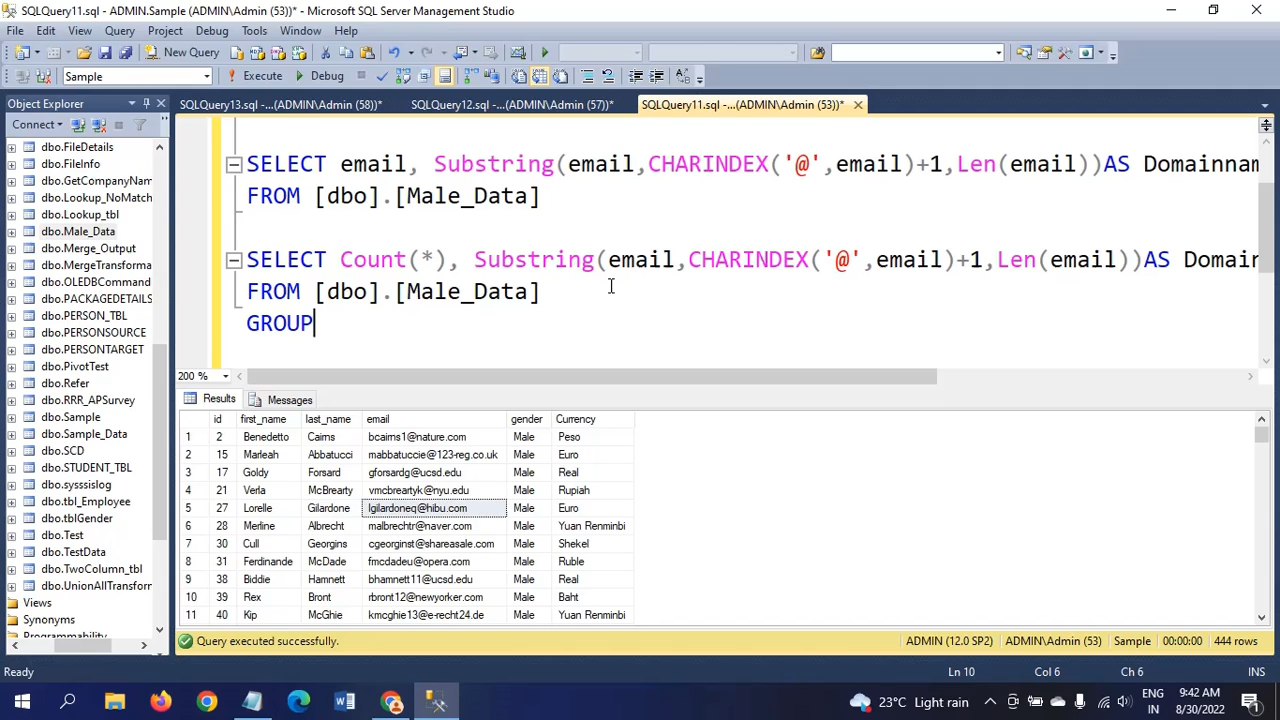 SQLQuery11.sql - ADMIN.Sample (ADMIN\Admin (53))* - Microsoft SQL Server Management Studio
File Edit View Query Project Debug Tools Window Help
New Query
Sample Execute Debug
Object Explorer
Connect
SQLQuery13.sql -...(ADMIN\Admin (58))* SQLQuery12.sql -...(ADMIN\Admin (57))* SQLQuery11.sql -...(ADMIN\Admin (53))*
dbo.FileDetails
dbo.FileInfo
dbo.GetCompanyNam
dbo.Lookup_NoMatch
dbo.Lookup_tbl
dbo.Male_Data
dbo.Merge_Output
dbo.MergeTransforma
dbo.OLEDBCommand
dbo.PACKAGEDETAILS
dbo.PERSON_TBL
dbo.PERSONSOURCE
dbo.PERSONTARGET
dbo.PivotTest
dbo.Refer
dbo.RRR_APSurvey
dbo.Sample
dbo.Sample_Data
dbo.SCD
dbo.STUDENT_TBL
dbo.sysssislog
dbo.tbl_Employee
dbo.tblGender
dbo.Test
dbo.TestData
dbo.TwoColumn_tbl
dbo.UnionAllTransform
Views
Synonyms
Programmability
SELECT email, Substring(email,CHARINDEX('@',email)+1,Len(email))AS Domainnam
FROM [dbo].[Male_Data]
SELECT Count(*), Substring(email,CHARINDEX('@',email)+1,Len(email))AS Domain
FROM [dbo].[Male_Data]
GROUP
200 %
Results Messages
id first_name last_name email gender Currency
1 2 Benedetto Cairns bcairns1@nature.com Male Peso
2 15 Marleah Abbatucci mabbatuccie@123-reg.co.uk Male Euro
3 17 Goldy Forsard gforsardg@ucsd.edu Male Real
4 21 Verla McBrearty vmcbreartyk@nyu.edu Male Rupiah
5 27 Lorelle Gilardone lgilardoneq@hibu.com Male Euro
6 28 Merline Albrecht malbrechtr@naver.com Male Yuan Renminbi
7 30 Cull Georgins cgeorginst@shareasale.com Male Shekel
8 31 Ferdinande McDade fmcdadeu@opera.com Male Ruble
9 38 Biddie Hamnett bhamnett11@ucsd.edu Male Real
10 39 Rex Bront rbront12@newyorker.com Male Baht
11 40 Kip McGhie kmcghie13@e-recht24.de Male Yuan Renminbi
Query executed successfully. ADMIN (12.0 SP2) ADMIN\Admin (53) Sample 00:00:00 444 rows
Ready Ln 10 Col 6 Ch 6 INS
23°C Light rain ENG IN 9:42 AM 8/30/2022